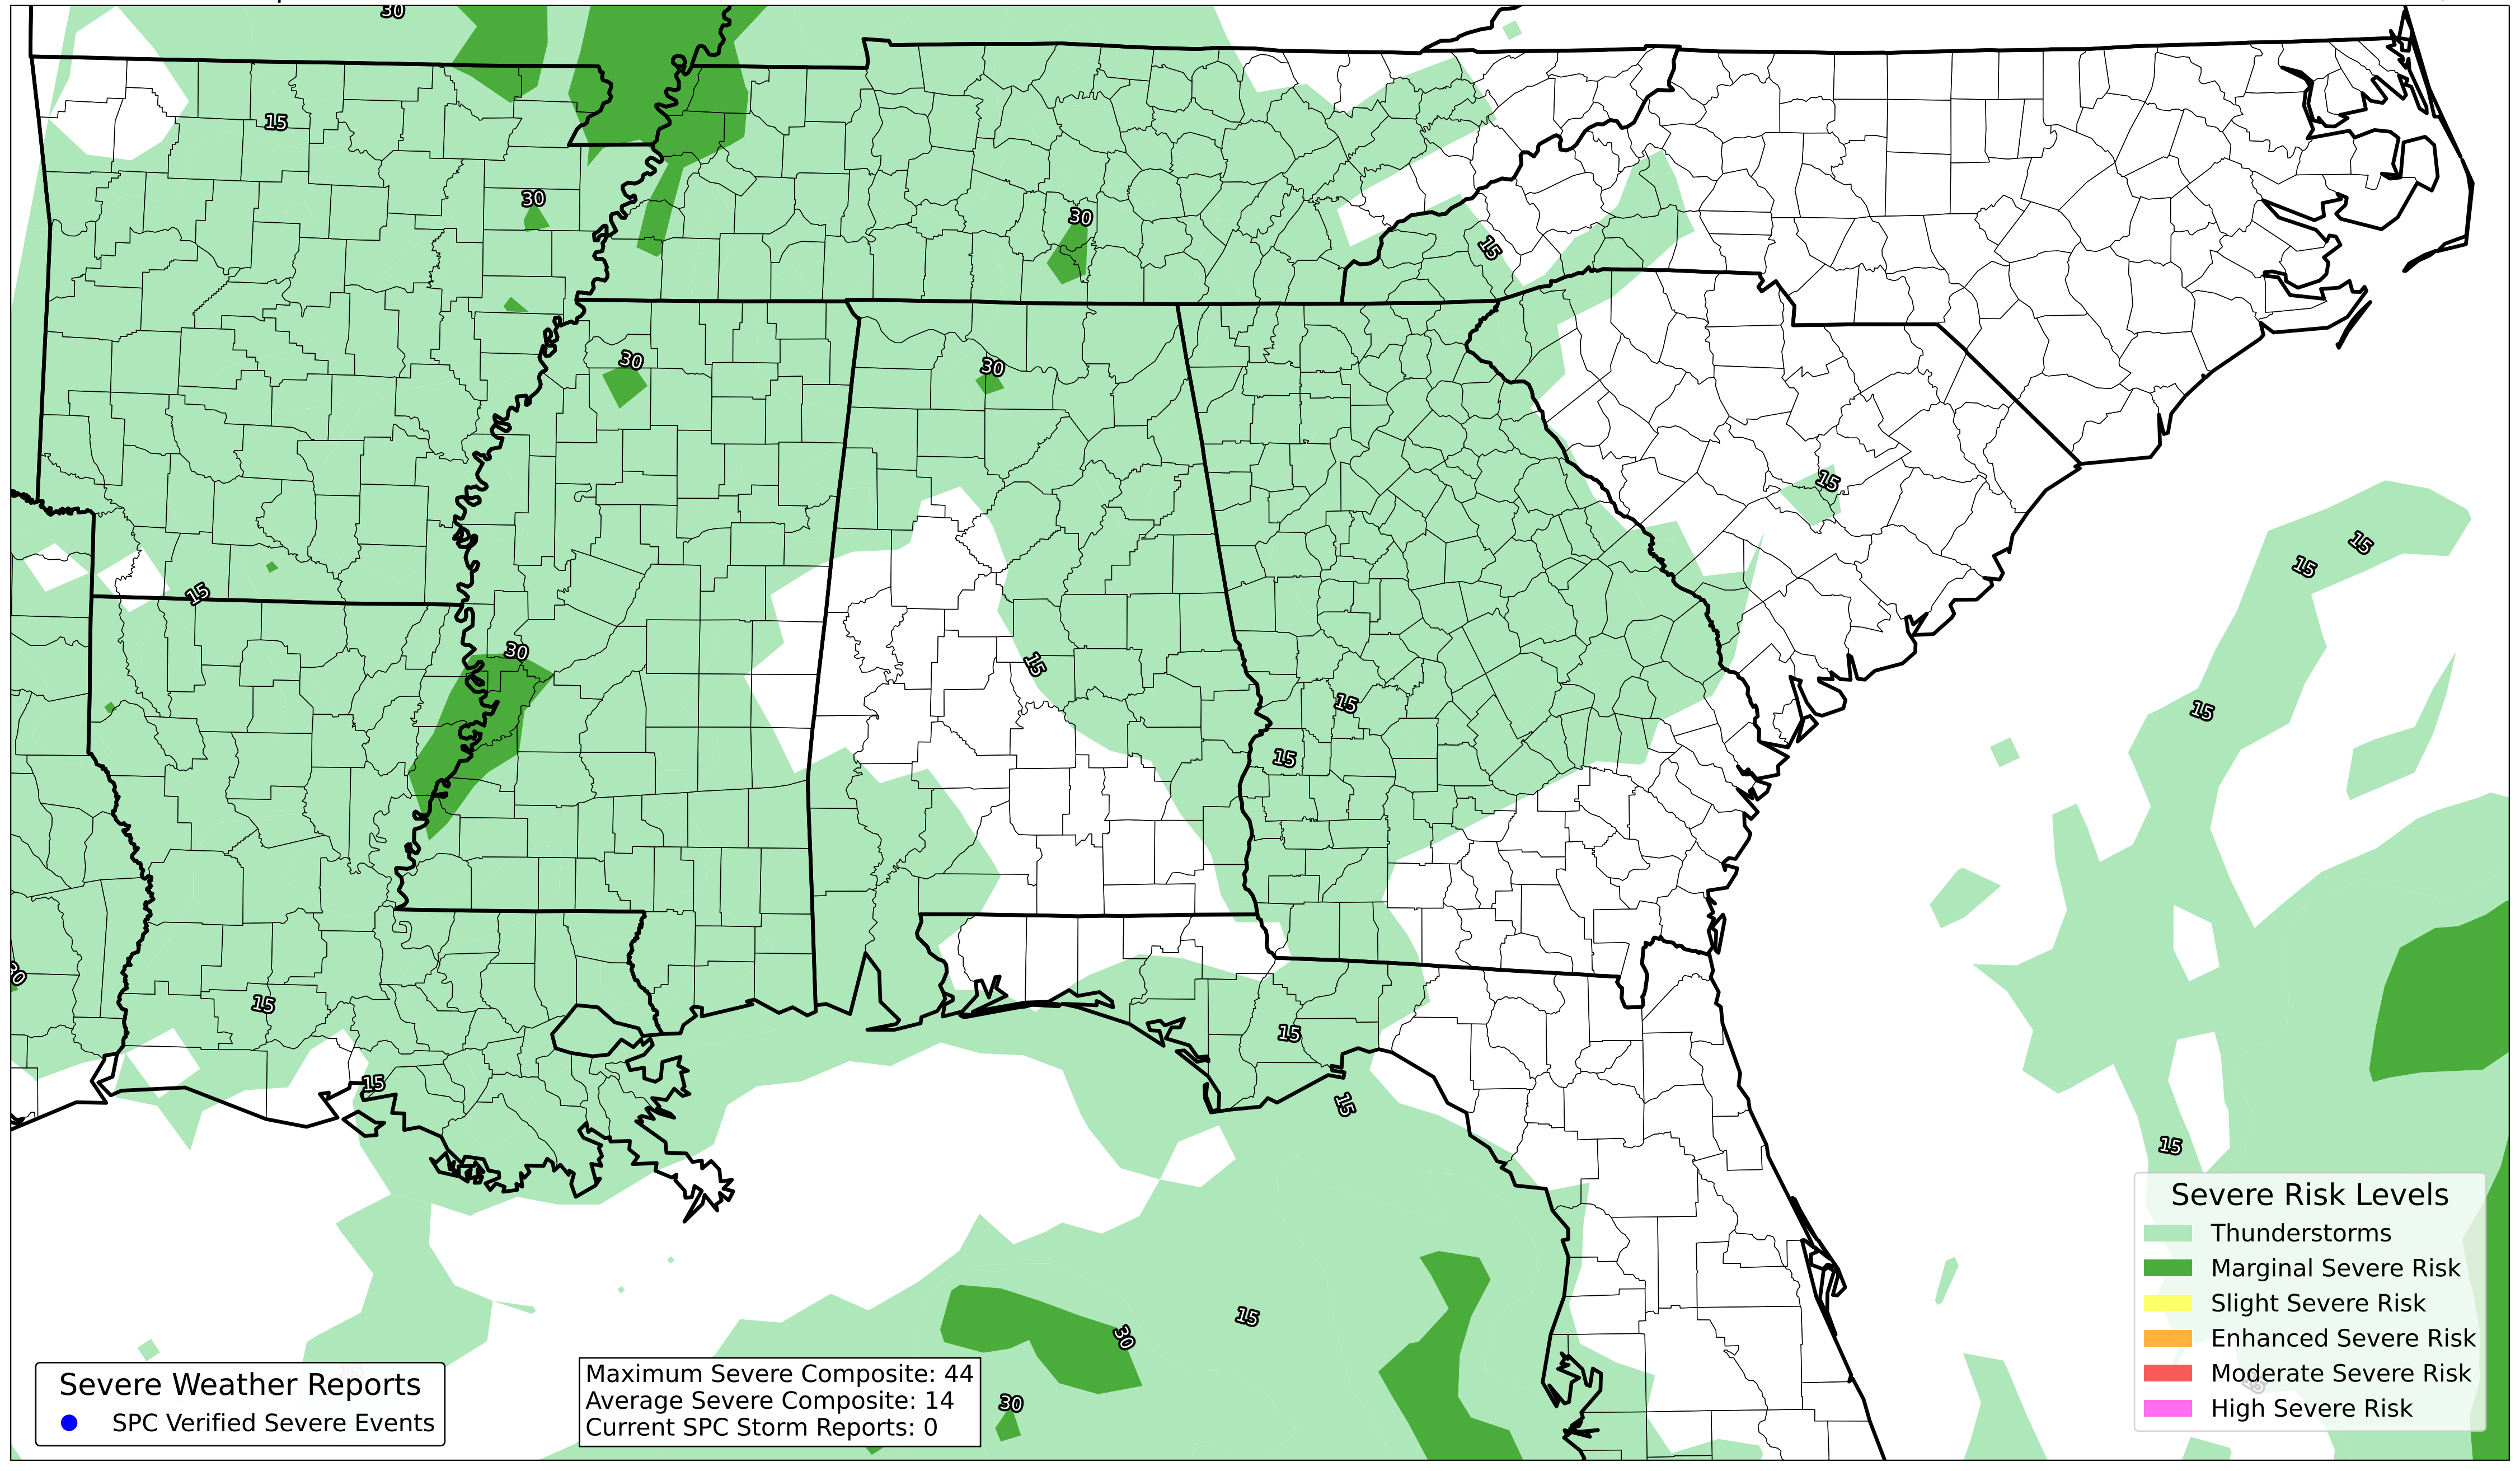 30
15
30
30
15
30
30
15
15
15
15
30
15
15
15
15
30
15
15
15
15
15
15
Severe Risk Levels
Thunderstorms
Marginal Severe Risk
Slight Severe Risk
Enhanced Severe Risk
Moderate Severe Risk
High Severe Risk
15
30
30
15
Severe Weather Reports
SPC Verified Severe Events
Maximum Severe Composite: 44
Average Severe Composite: 14
Current SPC Storm Reports: 0